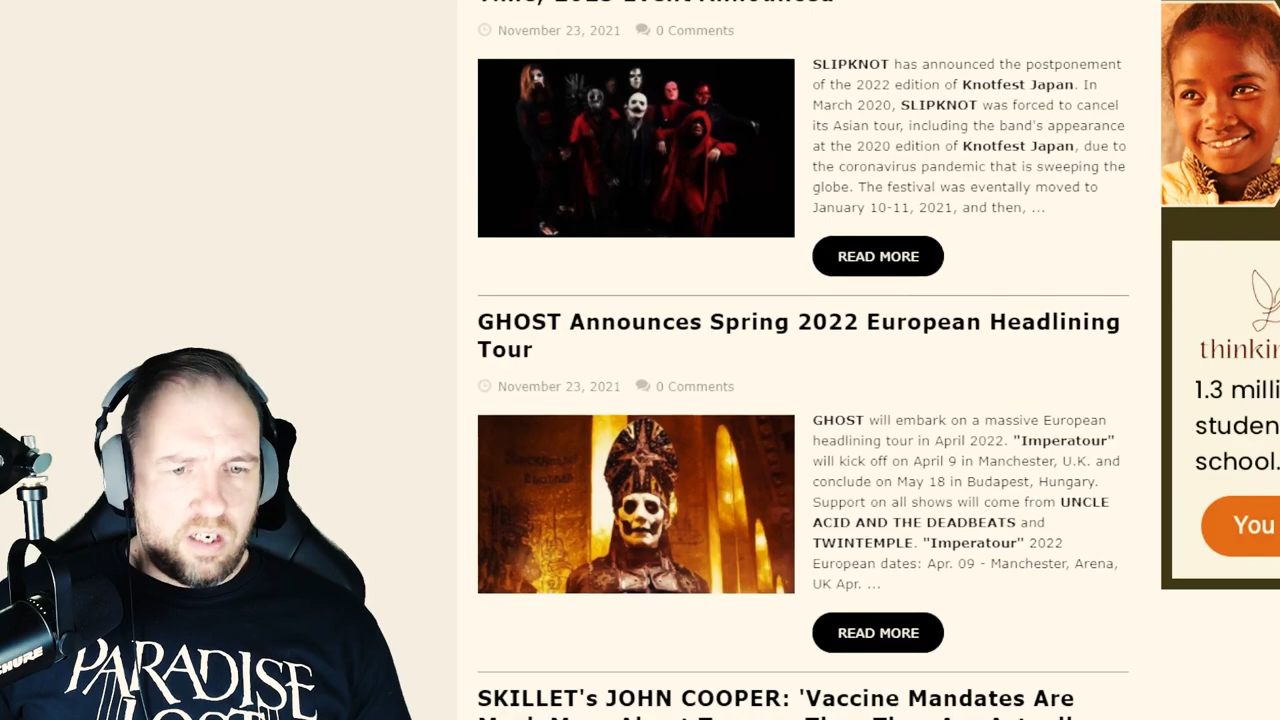 November 23, 2021 0 Comments
SLIPKNOT has announced the postponement
of the 2022 edition of Knotfest Japan. In
March 2020, SLIPKNOT was forced to cancel
its Asian tour, including the band's appearance
at the 2020 edition of Knotfest Japan, due to
the coronavirus pandemic that is sweeping the
globe. The festival was eventally moved to
January 10-11, 2021, and then, ...
READ MORE
GHOST Announces Spring 2022 European Headlining
Tour
November 23, 2021 0 Comments
GHOST will embark on a massive European
headlining tour in April 2022. "Imperatour"
will kick off on April 9 in Manchester, U.K. and
conclude on May 18 in Budapest, Hungary.
Support on all shows will come from UNCLE
ACID AND THE DEADBEATS and
TWINTEMPLE. "Imperatour" 2022
European dates: Apr. 09 - Manchester, Arena,
UK Apr. ...
READ MORE
SKILLET's JOHN COOPER: 'Vaccine Mandates Are
1.3
school.
You
PARADISE
LOST